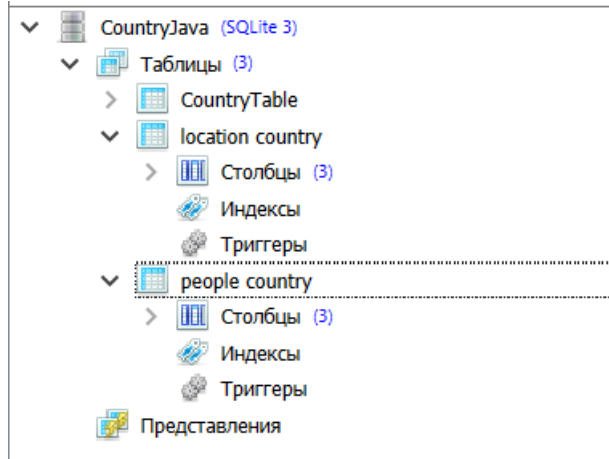 CountryJava (SQLite 3)
Таблицы (3)
CountryTable
location country
Столбцы (3)
Индексы
Триггеры
people country
Столбцы (3)
Индексы
Триггеры
Представления